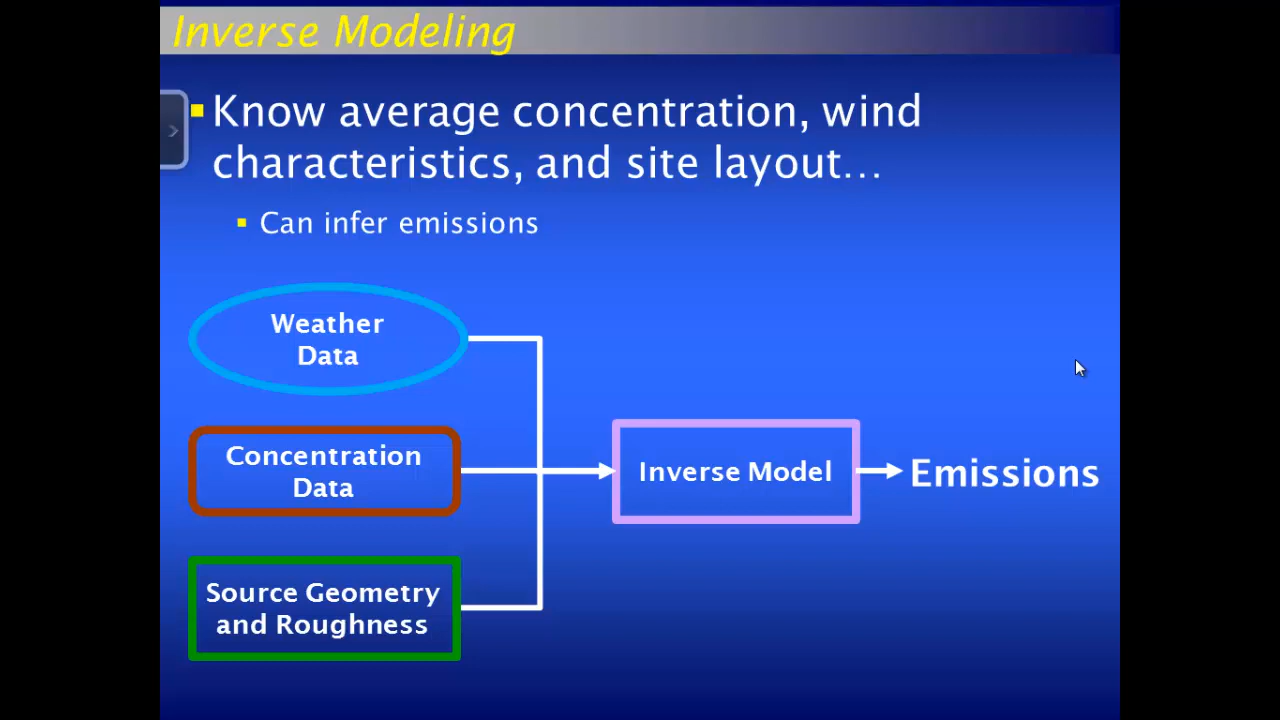 Inverse Modeling
Know average concentration, wind
characteristics, and site layout…
Can infer emissions
Weather
Data
Concentration
Data
Source Geometry
and Roughness
Inverse Model
Emissions